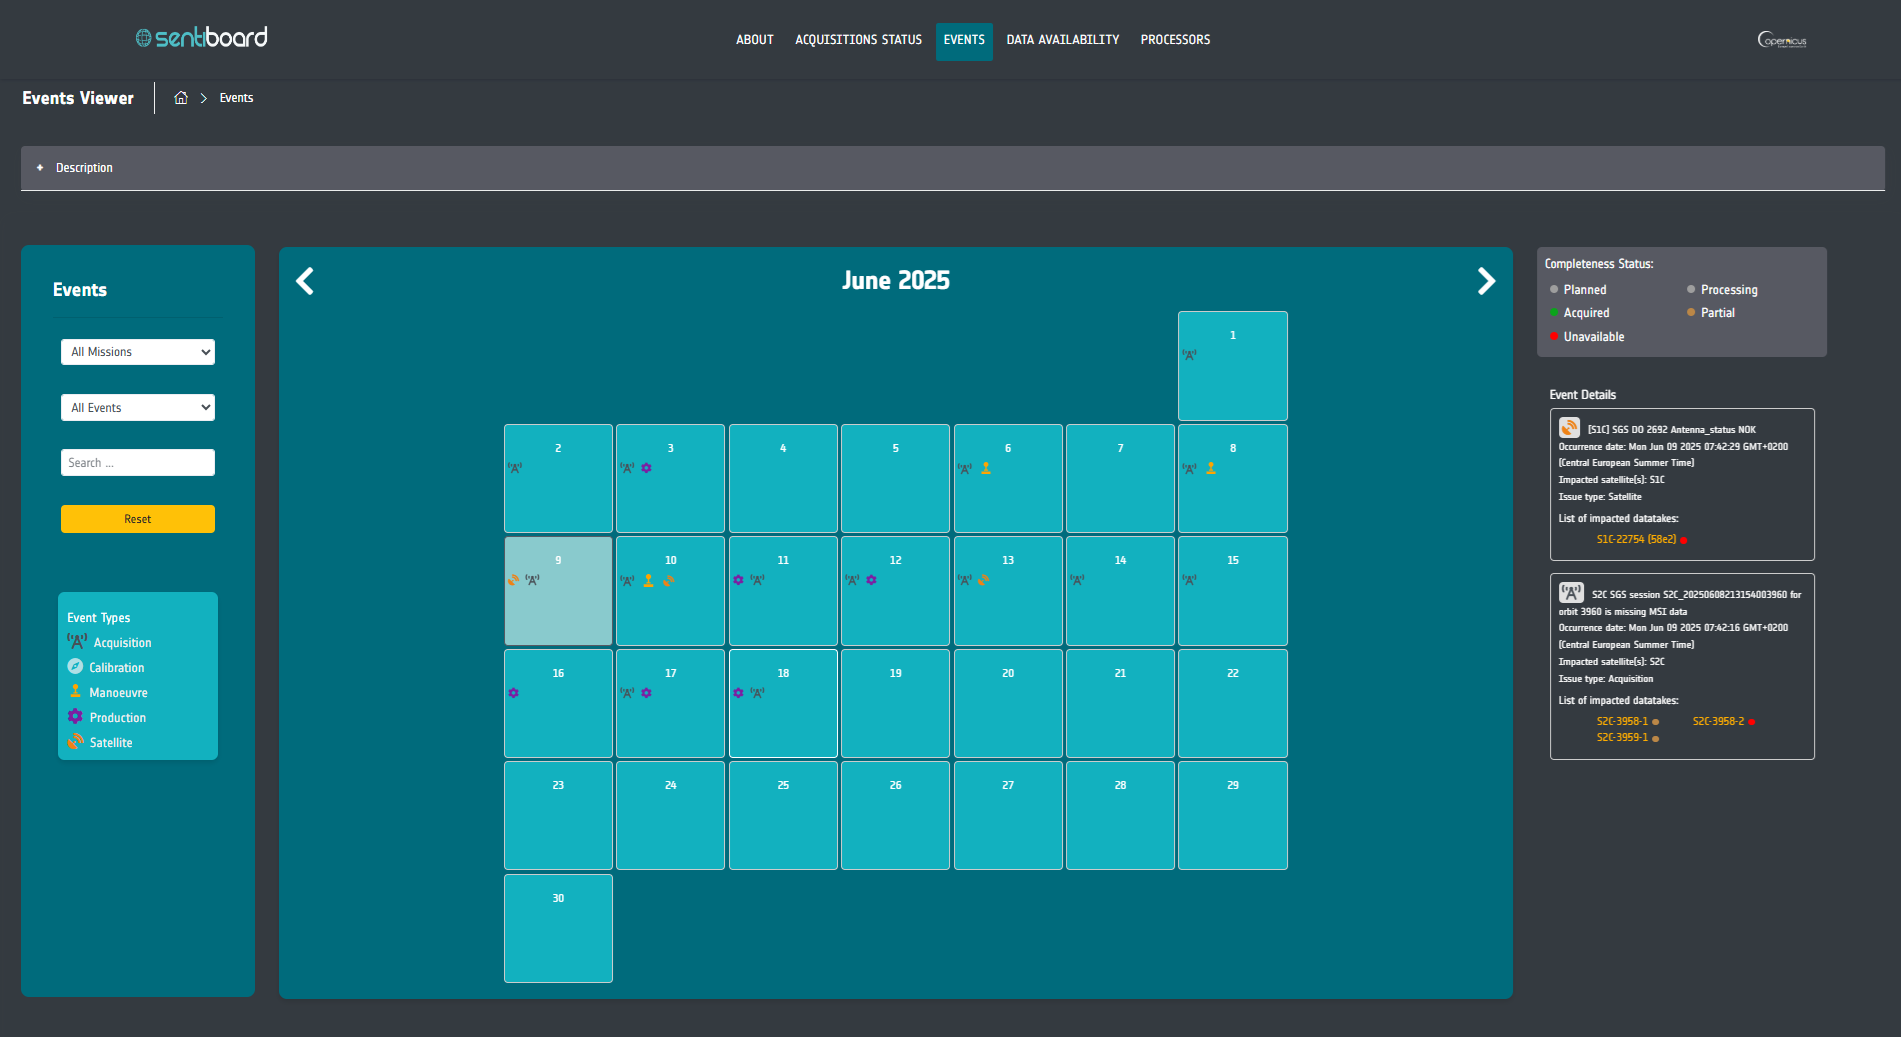 sentiboard
ABOUT
ACQUISITIONS STATUS
EVENTS
DATA AVAILABILITY
PROCESSORS
opernicus
Events Viewer
Events
+ Description
Events
All Missions
All Events
Search ...
Reset
Event Types
Acquisition
Calibration
Manoeuvre
Production
Satellite
June 2025
1
2
3
4
5
6
7
8
9
10
11
12
13
14
15
16
17
18
19
20
21
22
23
24
25
26
27
28
29
30
Completeness Status:
Planned
Processing
Acquired
Partial
Unavailable
Event Details
[S1C] SGS DO 2692 Antenna_status NOK
Occurrence date: Mon Jun 09 2025 07:42:29 GMT+0200
(Central European Summer Time)
Impacted satellite(s): S1C
Issue type: Satellite
List of impacted datatakes:
S1C-22754 (58e2)
S2C SGS session S2C_20250608213154003960 for
orbit 3960 is missing MSI data
Occurrence date: Mon Jun 09 2025 07:42:16 GMT+0200
(Central European Summer Time)
Impacted satellite(s): S2C
Issue type: Acquisition
List of impacted datatakes:
S2C-3958-1
S2C-3958-2
S2C-3959-1